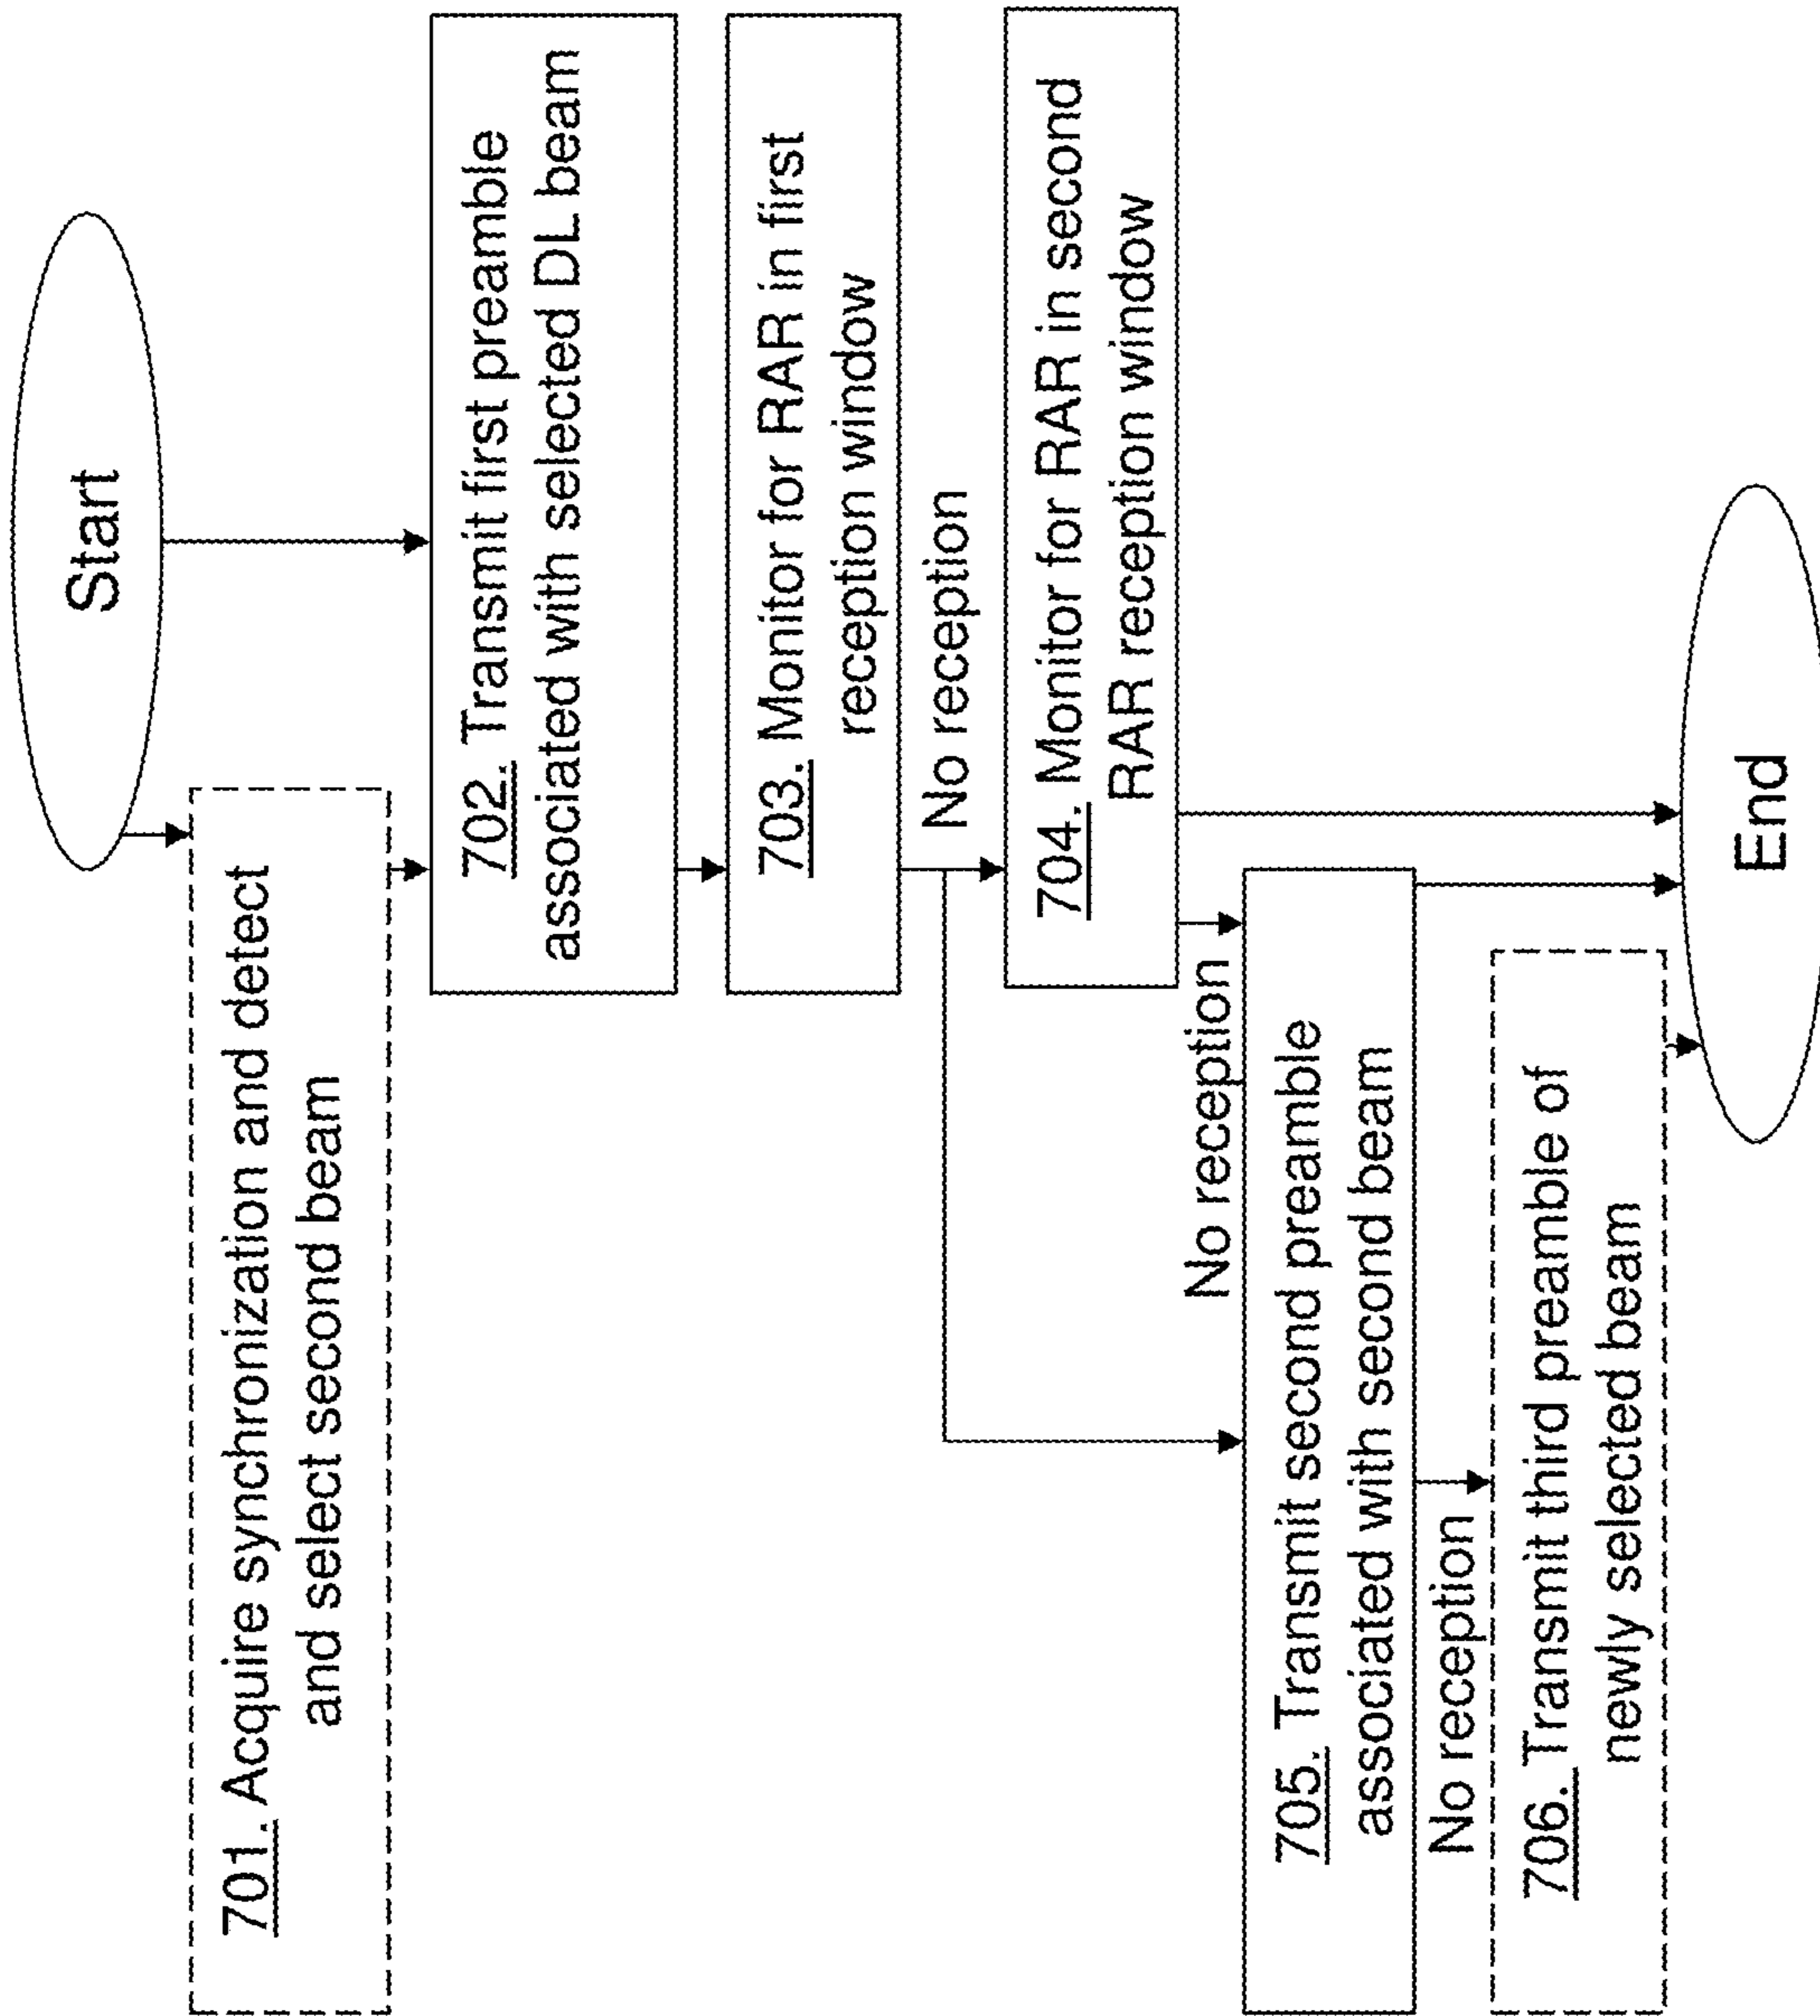 Start
701. Acquire synchronization and detect
and select second beam
702. Transmit first preamble
associated with selected DL beam
703. Monitor for RAR in first
reception window
No reception
704. Monitor for RAR in second
RAR reception window
No reception
705. Transmit second preamble
associated with second beam
No reception
706. Transmit third preamble of
newly selected beam
End